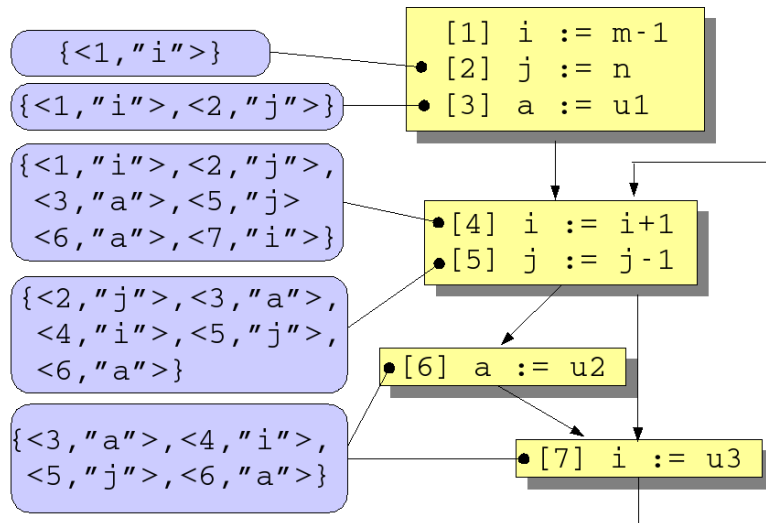 {<1,"i">}
{<1,"i">,<2,"j">}
{<1,"i">,<2,"j">,
<3,"a">,<5,"j>
<6,"a">,<7,"i">}
{<2,"j">,<3,"a">,
<4,"i">,<5,"j">,
<6,"a">}
{<3,"a">,<4,"i">,
<5,"j">,<6,"a">}
[1] i := m-1
[2] j := n
[3] a := u1
[4] i := i+1
[5] j := j-1
[6] a := u2
[7] i := u3